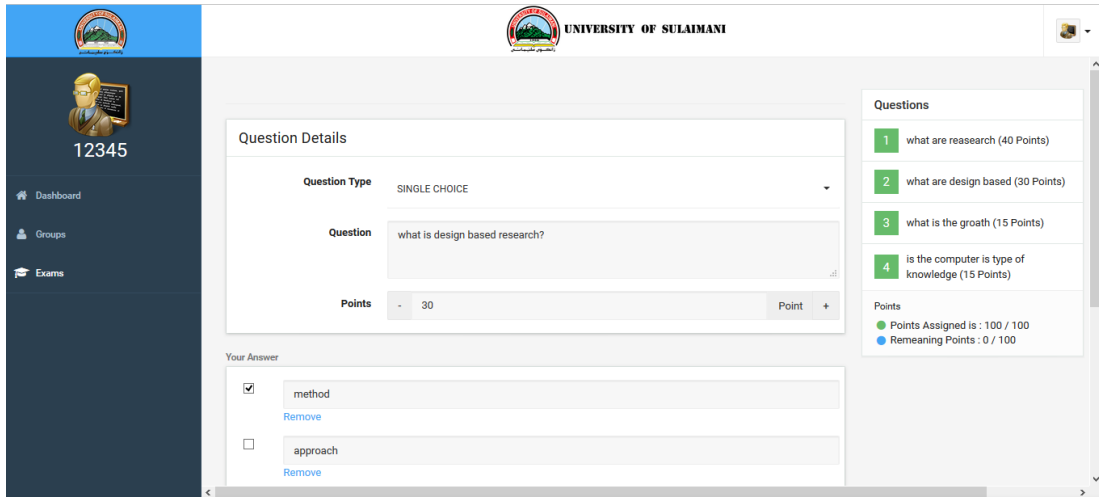 UNIVERSITY OF SULAIMANI
12345
Dashboard
Groups
Exams
Question Details
Question Type
SINGLE CHOICE
Question
what is design based research?
Points
-
30
Point
+
Your Answer
method
Remove
approach
Remove
Questions
1
what are reasearch (40 Points)
2
what are design based (30 Points)
3
what is the groath (15 Points)
4
is the computer is type of
knowledge (15 Points)
Points
Points Assigned is : 100 / 100
Remeaning Points : 0 / 100